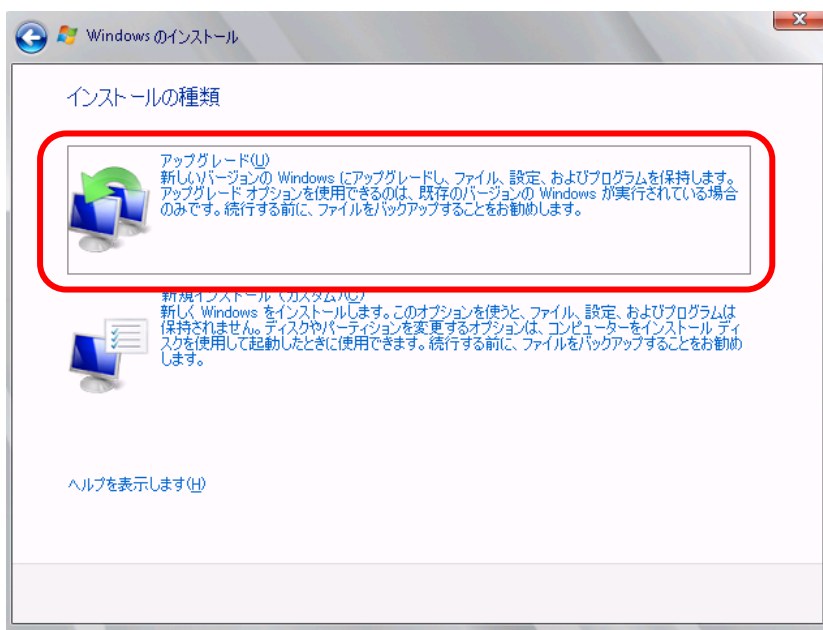 Windows のインストール
インストールの種類
アップグレード(U)
新しいバージョンの Windows にアップグレードし、ファイル、設定、およびプログラムを保持します。
アップグレード オプションを使用できるのは、既存のバージョンの Windows が実行されている場合
のみです。続行する前に、ファイルをバックアップすることをお勧めします。
新規インストール (カスタム)(C)
新しく Windows をインストールします。このオプションを使うと、ファイル、設定、およびプログラムは
保持されません。ディスクやパーティションを変更するオプションは、コンピューターをインストール ディ
スクを使用して起動したときに使用できます。続行する前に、ファイルをバックアップすることをお勧め
します。
ヘルプを表示します(H)